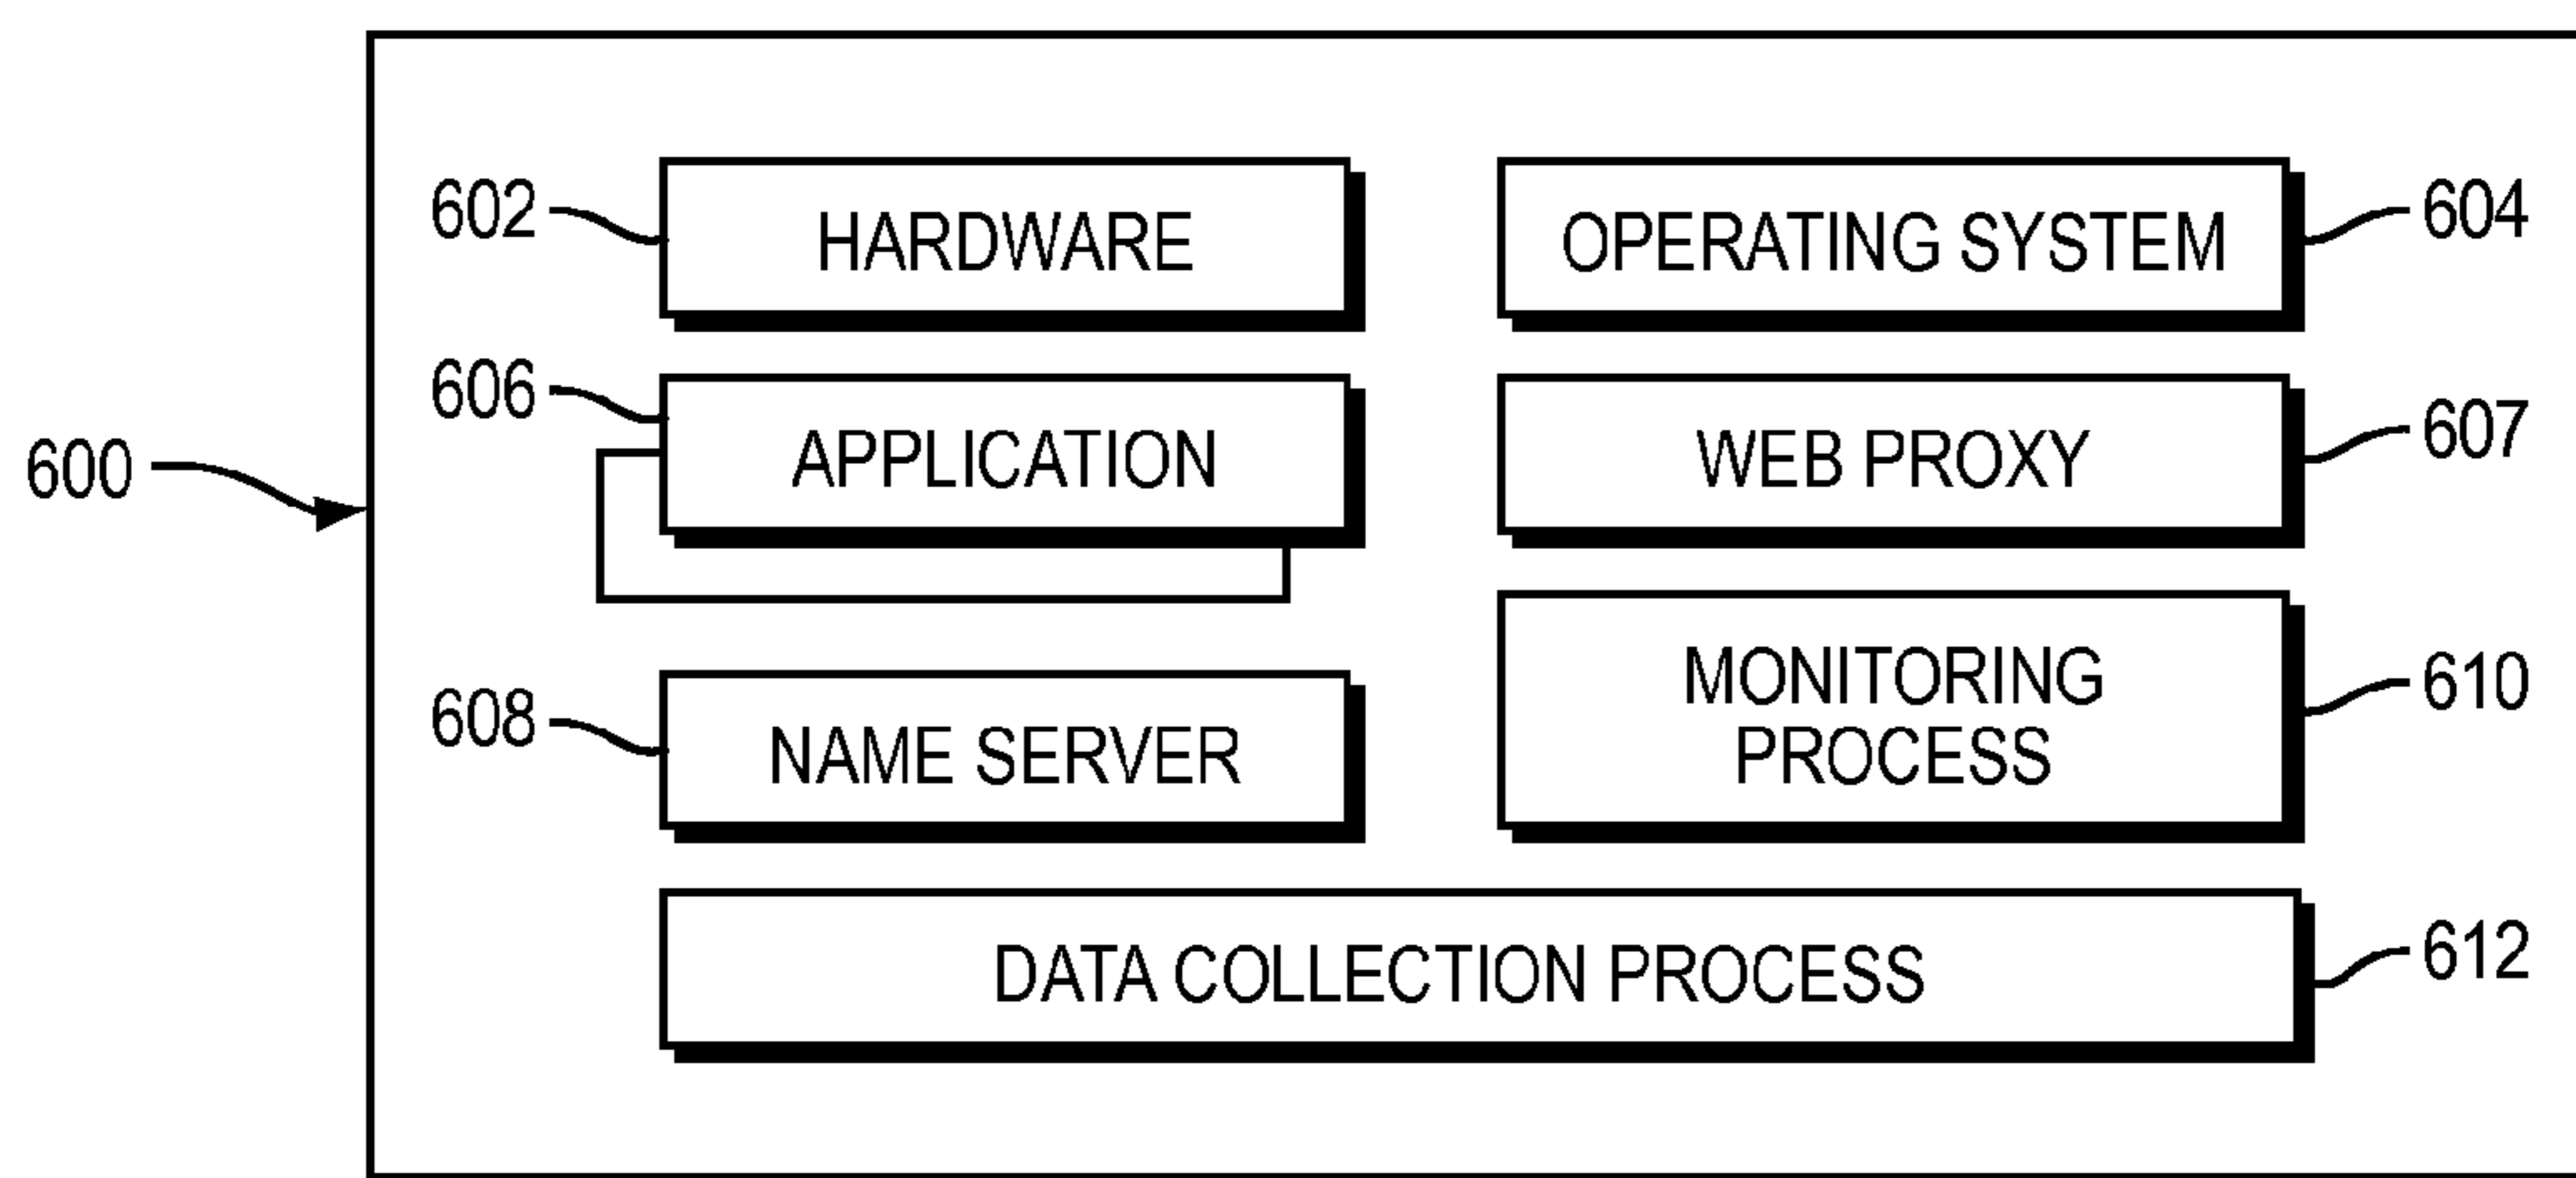 602
HARDWARE
OPERATING SYSTEM
604
606
APPLICATION
WEB PROXY
607
600
608
NAME SERVER
MONITORING
PROCESS
610
DATA COLLECTION PROCESS
612